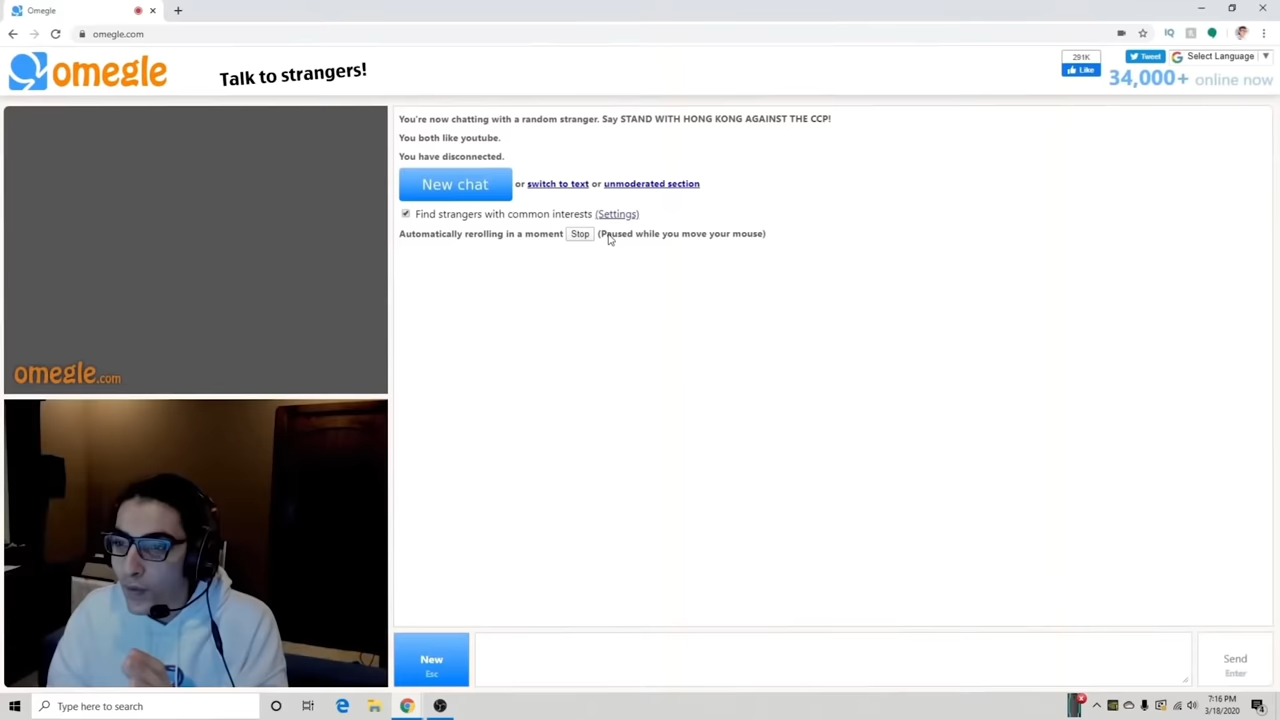 Omegle
omegle.com
omegle
Talk to strangers!
291K
Like
Tweet
Select Language
34,000+ online now
You're now chatting with a random stranger. Say STAND WITH HONG KONG AGAINST THE CCP!
You both like youtube.
You have disconnected.
New chat or switch to text or unmoderated section
Find strangers with common interests (Settings)
Automatically rerolling in a moment Stop (Paused while you move your mouse)
omegle.com
New
Esc
Send
Enter
Type here to search
7:16 PM
3/18/2020
4